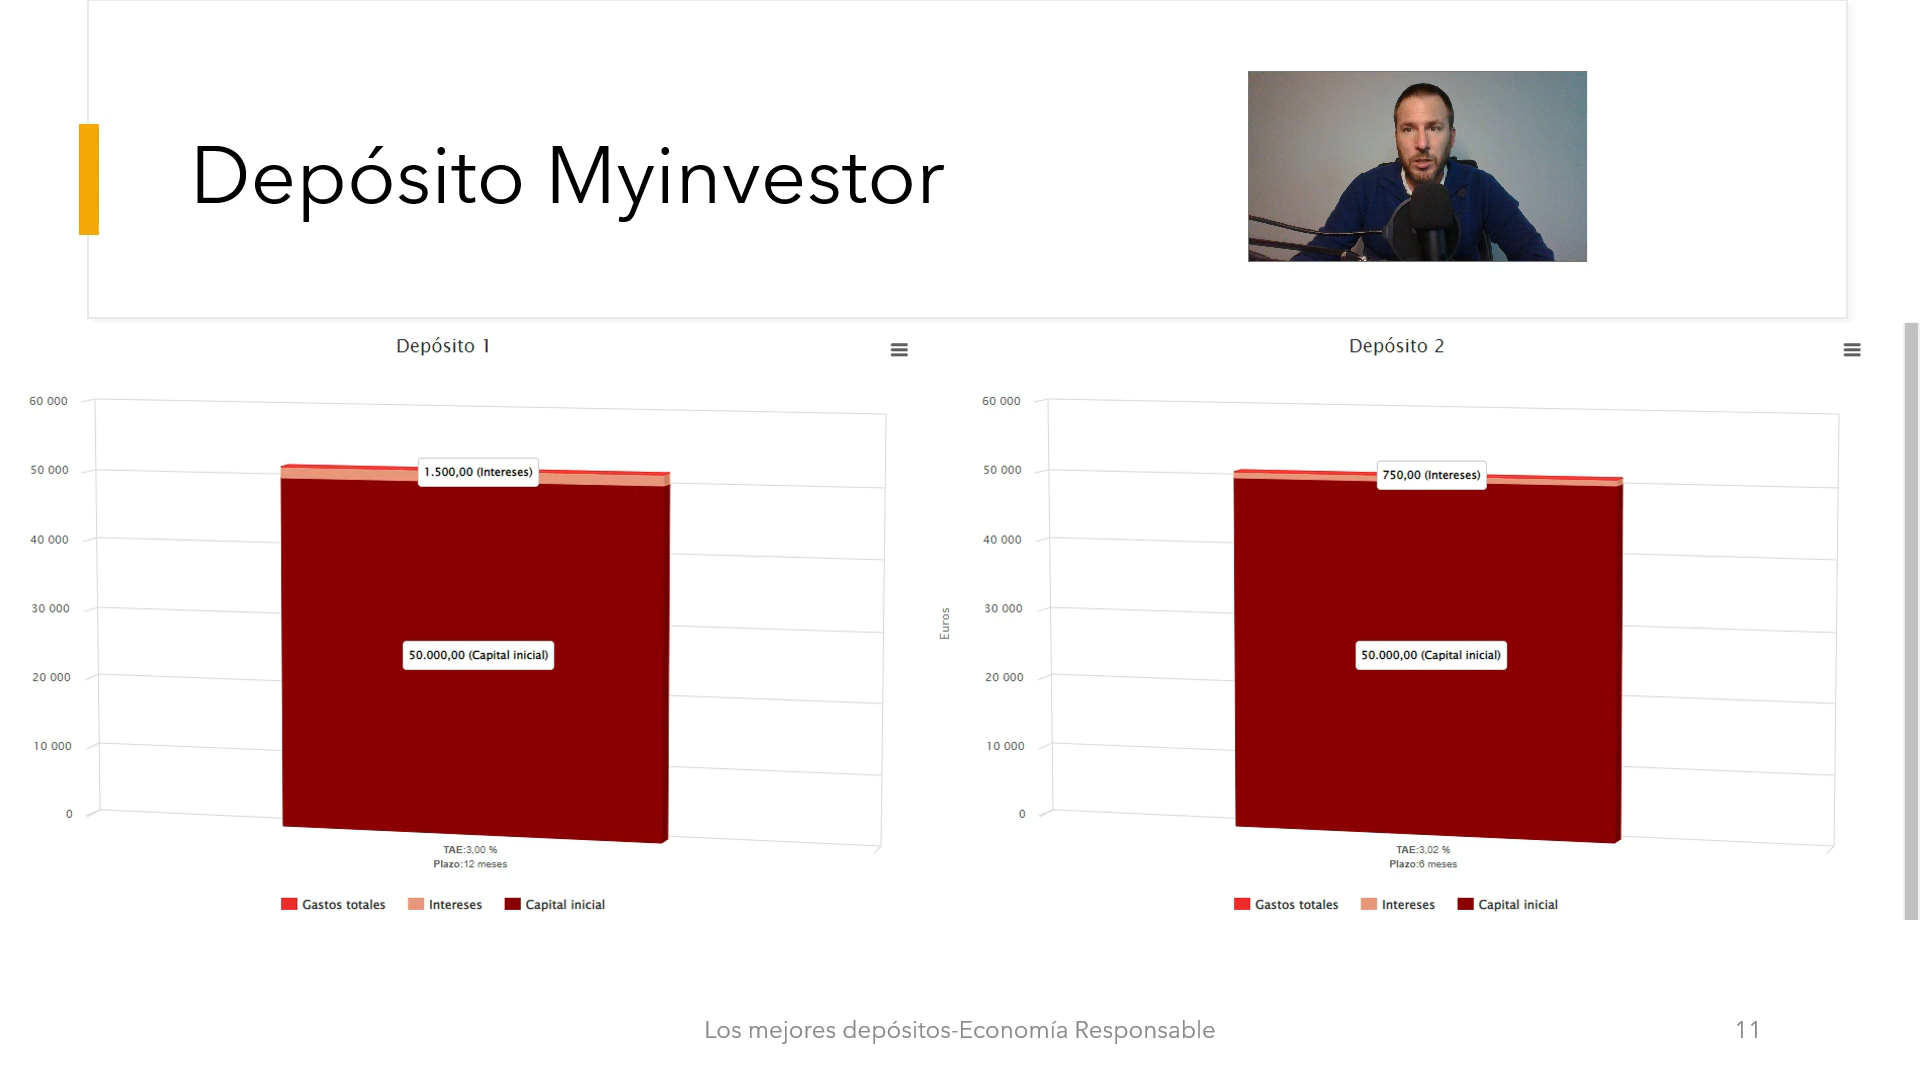 Depósito Myinvestor
Depósito 1
60 000
50 000
40 000
30 000
20 000
10 000
0
1.500,00 (Intereses)
50.000,00 (Capital inicial)
TAE:3,00 %
Plazo:12 meses
Gastos totales Intereses Capital inicial
Depósito 2
Euros
60 000
50 000
40 000
30 000
20 000
10 000
0
750,00 (Intereses)
50.000,00 (Capital inicial)
TAE:3,02 %
Plazo:6 meses
Gastos totales Intereses Capital inicial
Los mejores depósitos-Economía Responsable
11